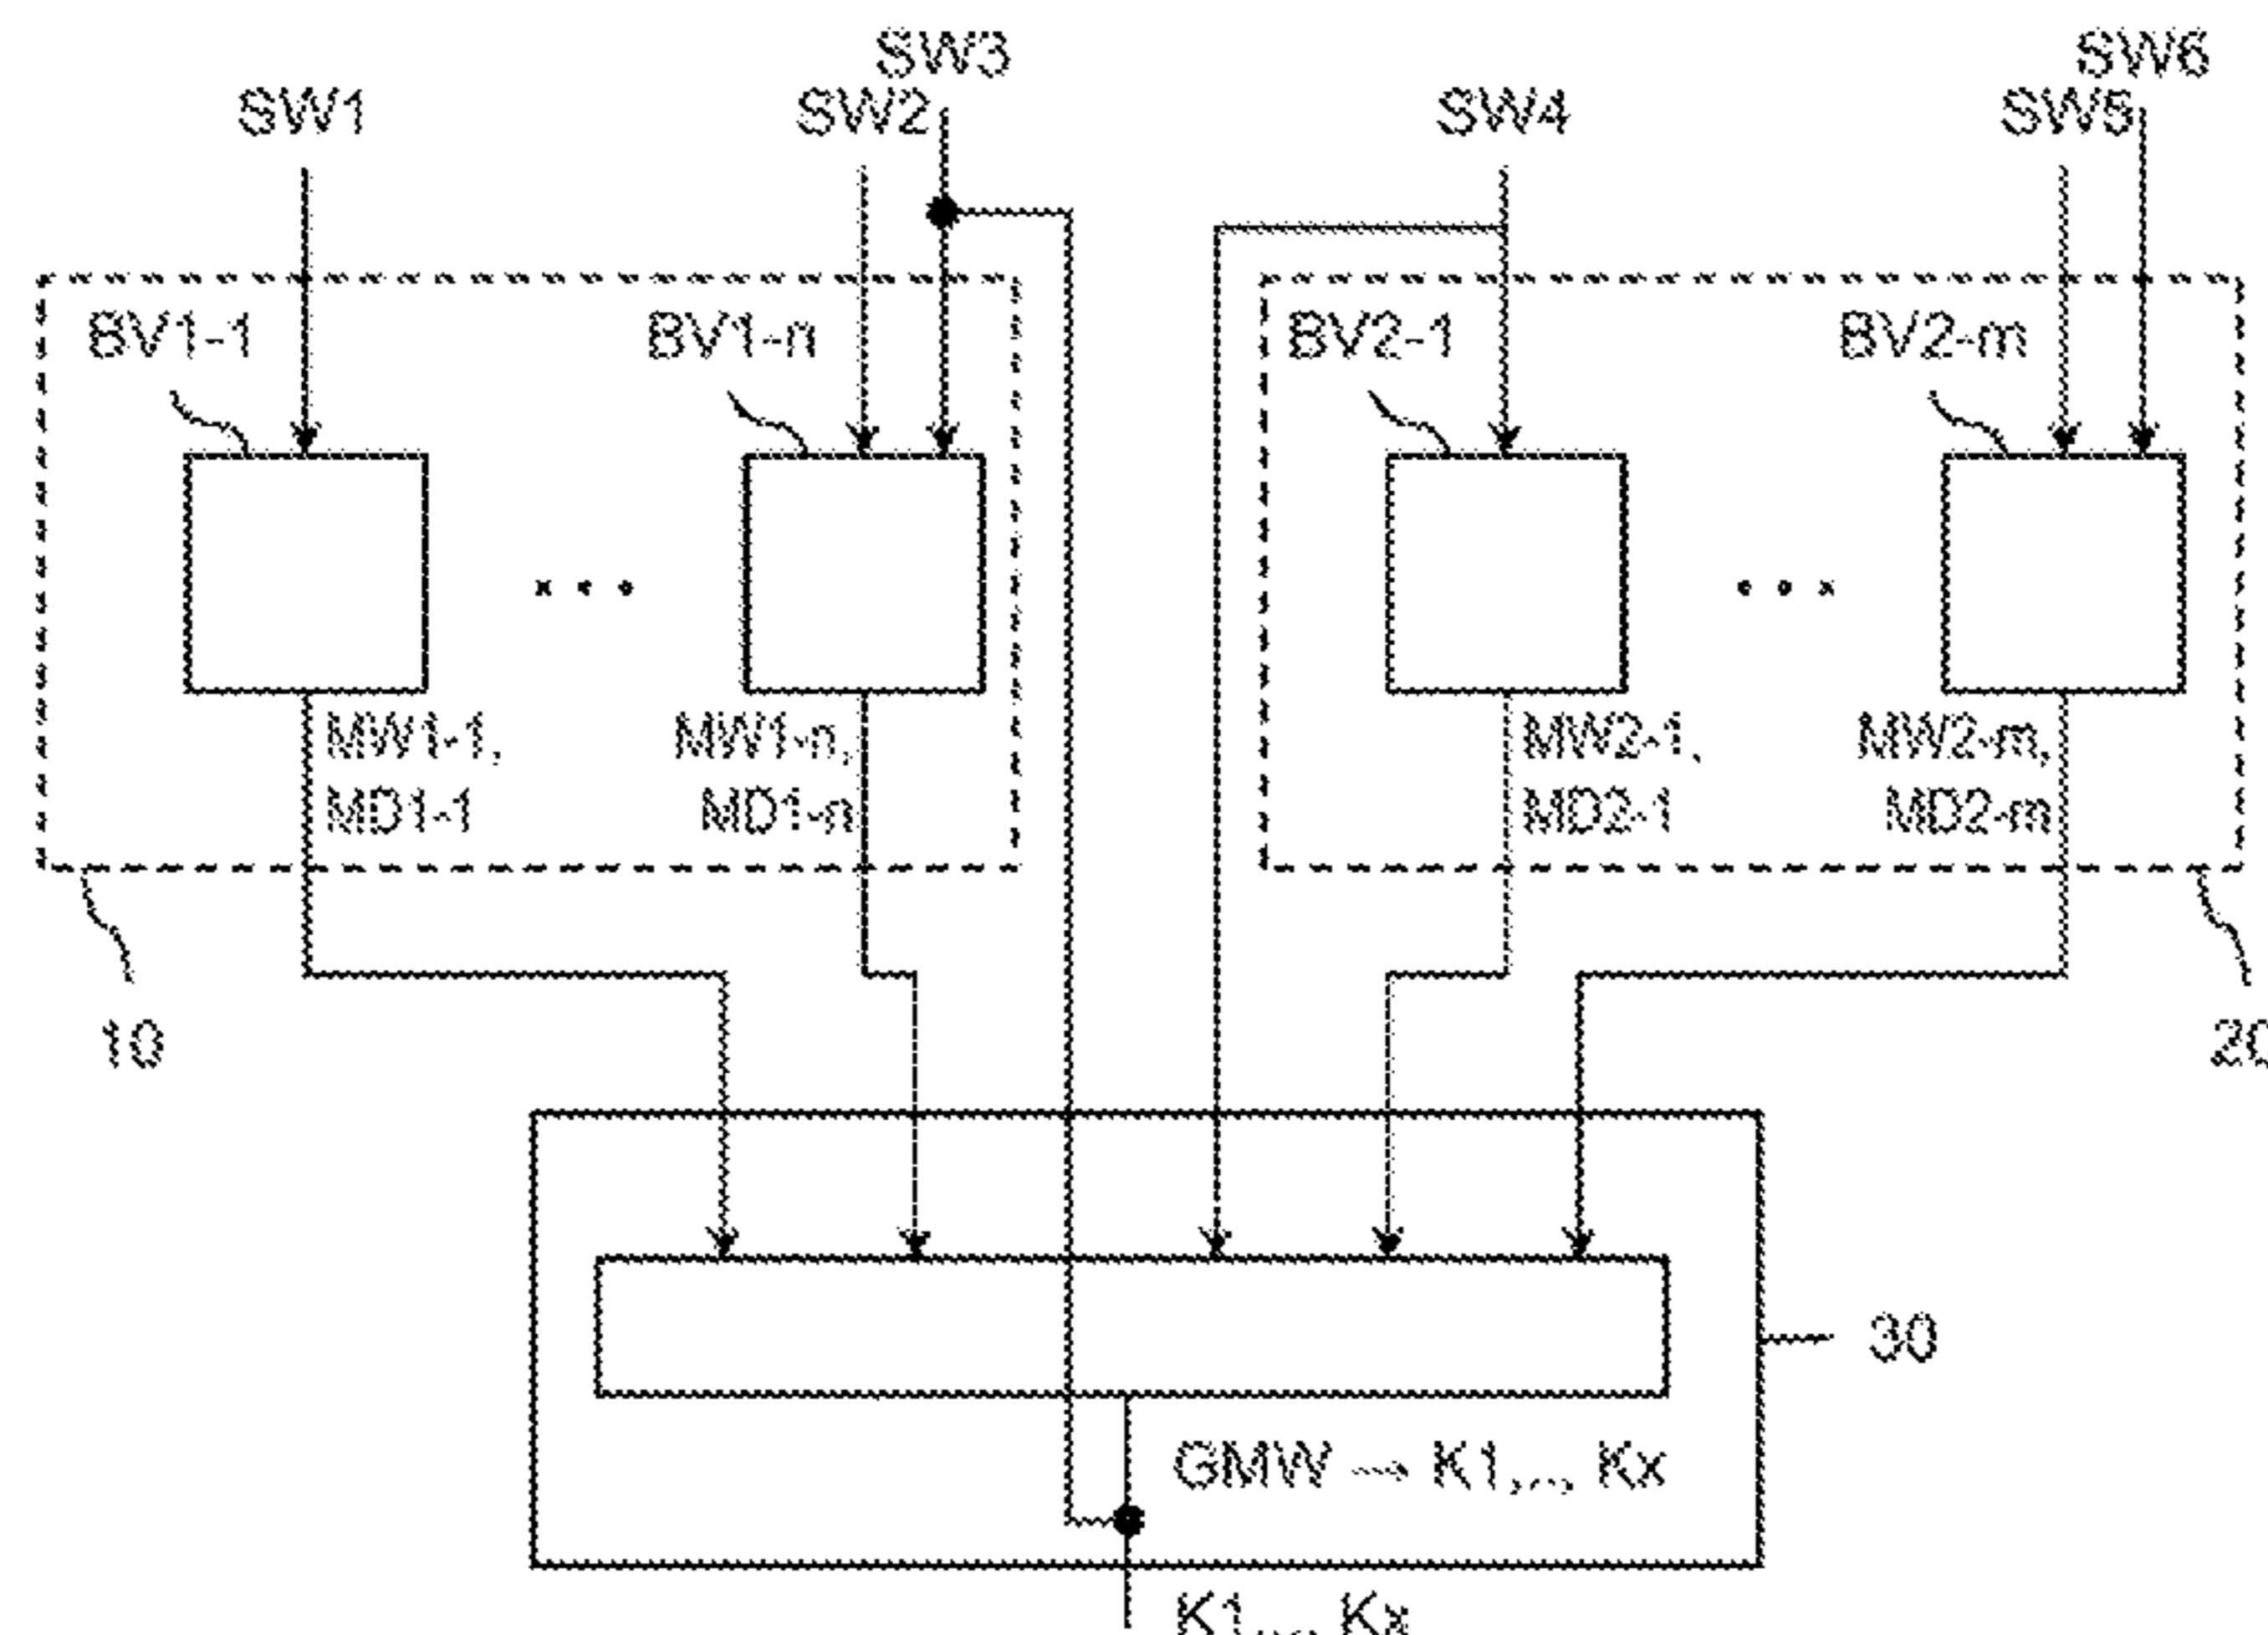 SW3
SW6
SW1
SW2
SW4
SW5
BV1-1
BV1-n
BV2-1
BV2-m
MW1-1,
MD1-1
MW1-n,
MD1-n
MW2-1,
MD2-1
MW2-m,
MD2-m
10
20
30
GMW → K1,..., Kx
K1,..., Kx